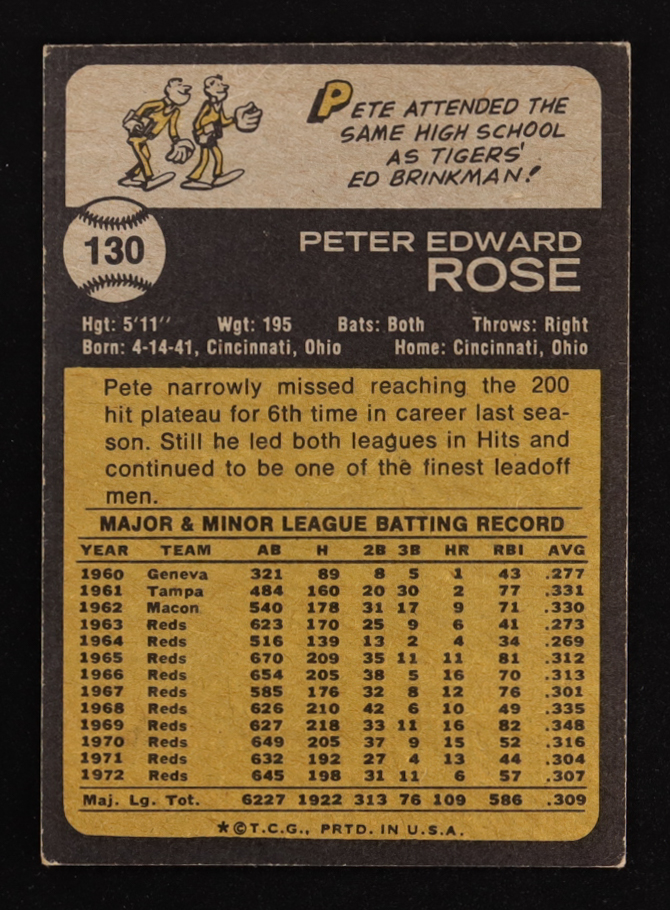 PETE ATTENDED THE
SAME HIGH SCHOOL
AS TIGERS'
ED BRINKMAN!
130
PETER EDWARD
ROSE
Hgt: 5'11" Wgt: 195 Bats: Both Throws: Right
Born: 4-14-41, Cincinnati, Ohio Home: Cincinnati, Ohio
Pete narrowly missed reaching the 200
hit plateau for 6th time in career last sea-
son. Still he led both leagues in Hits and
continued to be one of the finest leadoff
men.
MAJOR & MINOR LEAGUE BATTING RECORD
YEAR TEAM AB H 2B 3B HR RBI AVG
1960 Geneva 321 89 8 5 1 43 .277
1961 Tampa 484 160 20 30 2 77 .331
1962 Macon 540 178 31 17 9 71 .330
1963 Reds 623 170 25 9 6 41 .273
1964 Reds 516 139 13 2 4 34 .269
1965 Reds 670 209 35 11 11 81 .312
1966 Reds 654 205 38 5 16 70 .313
1967 Reds 585 176 32 8 12 76 .301
1968 Reds 626 210 42 6 10 49 .335
1969 Reds 627 218 33 11 16 82 .348
1970 Reds 649 205 37 9 15 52 .316
1971 Reds 632 192 27 4 13 44 .304
1972 Reds 645 198 31 11 6 57 .307
Maj. Lg. Tot. 6227 1922 313 76 109 586 .309
*©T.C.G., PRTD. IN U.S.A.